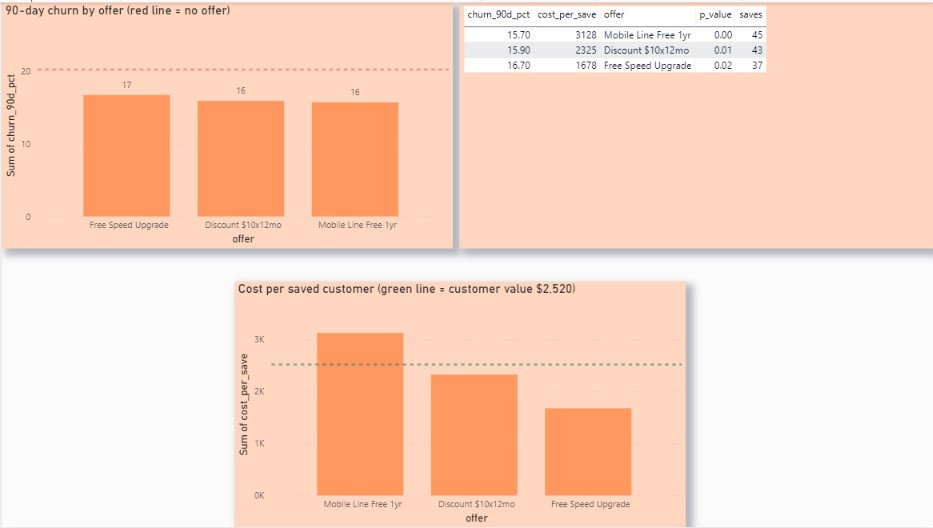 90-day churn by offer (red line = no offer)
Sum of churn_90d_pct
20
10
0
17
16
16
Free Speed Upgrade
Discount $10x12mo
Mobile Line Free 1yr
offer
churn_90d_pct cost_per_save offer p_value saves
15.70 3128 Mobile Line Free 1yr 0.00 45
15.90 2325 Discount $10x12mo 0.01 43
16.70 1678 Free Speed Upgrade 0.02 37
Cost per saved customer (green line = customer value $2,520)
Sum of cost_per_save
3K
2K
1K
0K
Mobile Line Free 1yr
Discount $10x12mo
Free Speed Upgrade
offer